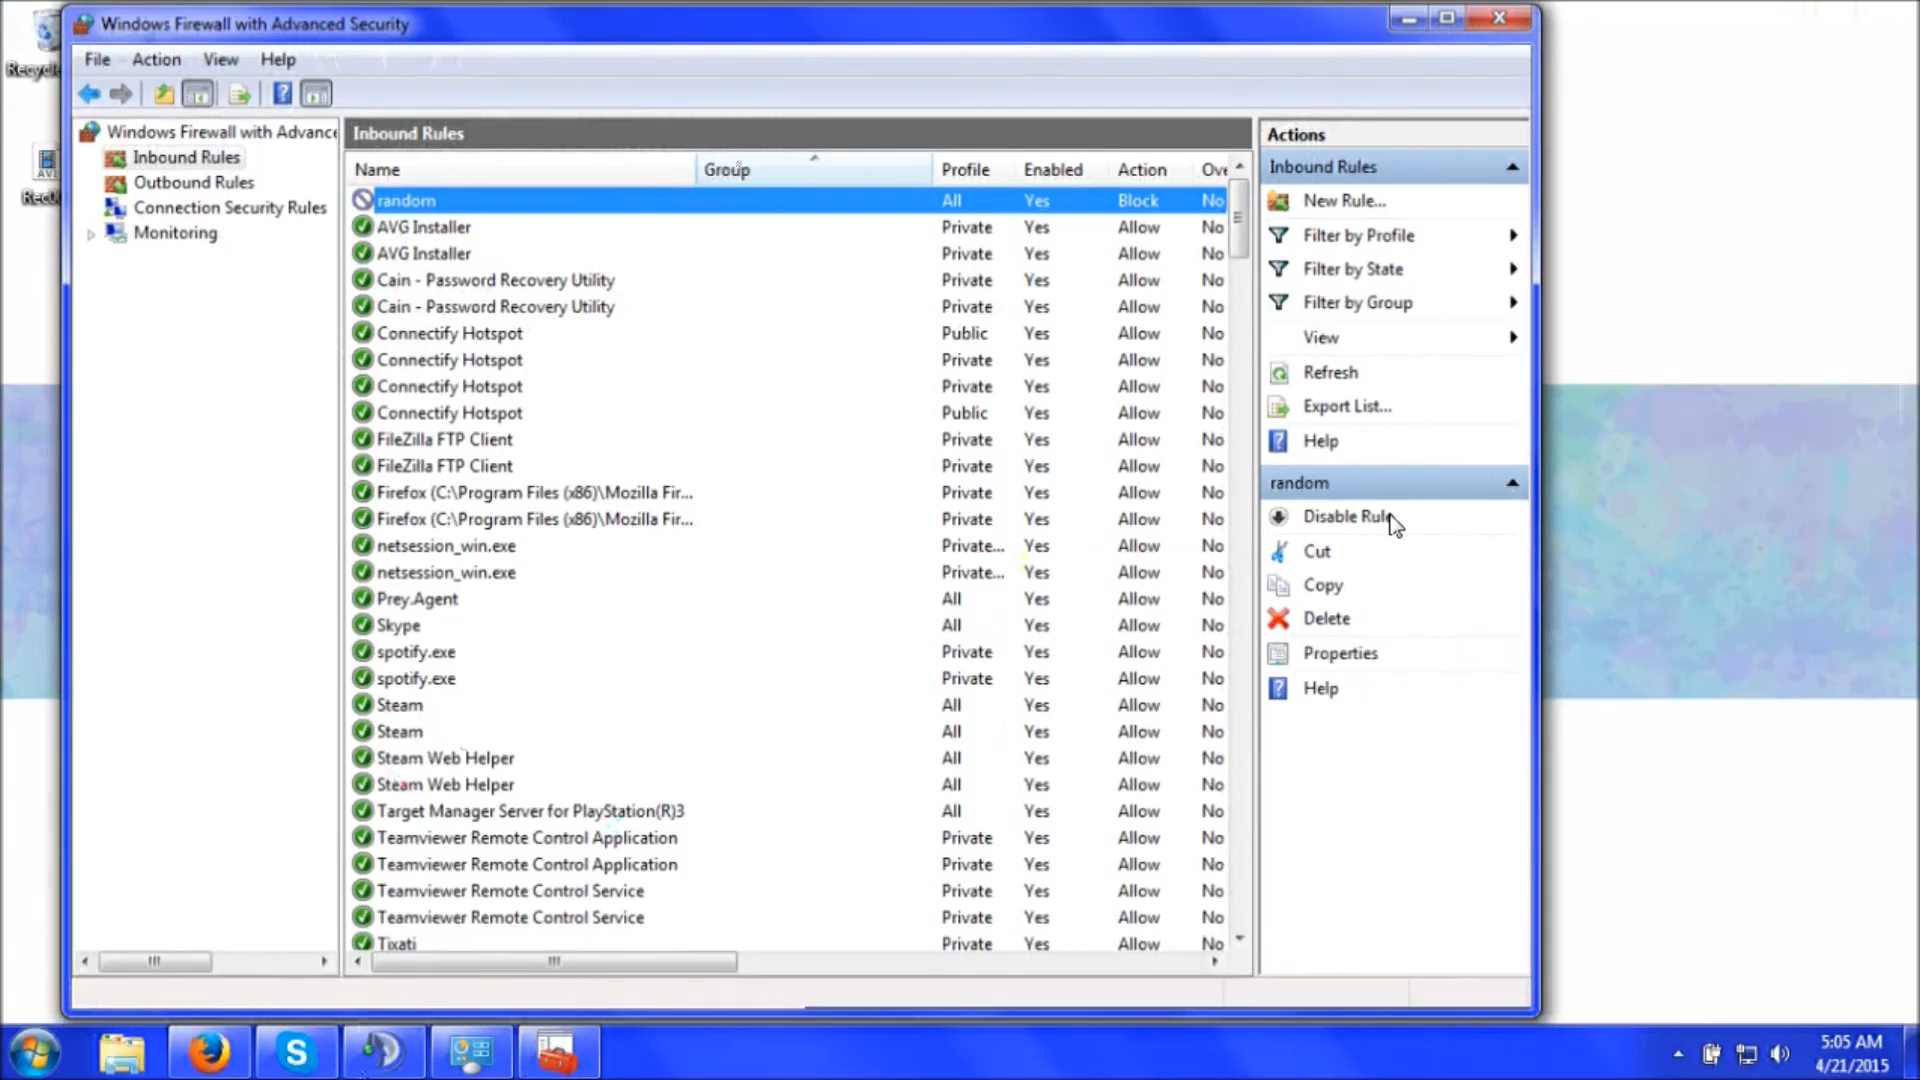 Windows Firewall with Advanced Security
File Action View Help
Windows Firewall with Advance
Inbound Rules
Outbound Rules
Connection Security Rules
Monitoring
Inbound Rules
Name Group Profile Enabled Action Ove
random All Yes Block No
AVG Installer Private Yes Allow No
AVG Installer Private Yes Allow No
Cain - Password Recovery Utility Private Yes Allow No
Cain - Password Recovery Utility Private Yes Allow No
Connectify Hotspot Public Yes Allow No
Connectify Hotspot Private Yes Allow No
Connectify Hotspot Private Yes Allow No
Connectify Hotspot Public Yes Allow No
FileZilla FTP Client Private Yes Allow No
FileZilla FTP Client Private Yes Allow No
Firefox (C:\Program Files (x86)\Mozilla Fir... Private Yes Allow No
Firefox (C:\Program Files (x86)\Mozilla Fir... Private Yes Allow No
netsession_win.exe Private... Yes Allow No
netsession_win.exe Private... Yes Allow No
Prey.Agent All Yes Allow No
Skype All Yes Allow No
spotify.exe Private Yes Allow No
spotify.exe Private Yes Allow No
Steam All Yes Allow No
Steam All Yes Allow No
Steam Web Helper All Yes Allow No
Steam Web Helper All Yes Allow No
Target Manager Server for PlayStation(R)3 All Yes Allow No
Teamviewer Remote Control Application Private Yes Allow No
Teamviewer Remote Control Application Private Yes Allow No
Teamviewer Remote Control Service Private Yes Allow No
Teamviewer Remote Control Service Private Yes Allow No
Tixati Private Yes Allow No
Actions
Inbound Rules
New Rule...
Filter by Profile
Filter by State
Filter by Group
View
Refresh
Export List...
Help
random
Disable Rule
Cut
Copy
Delete
Properties
Help
Recycle
AVI
5:05 AM
4/21/2015